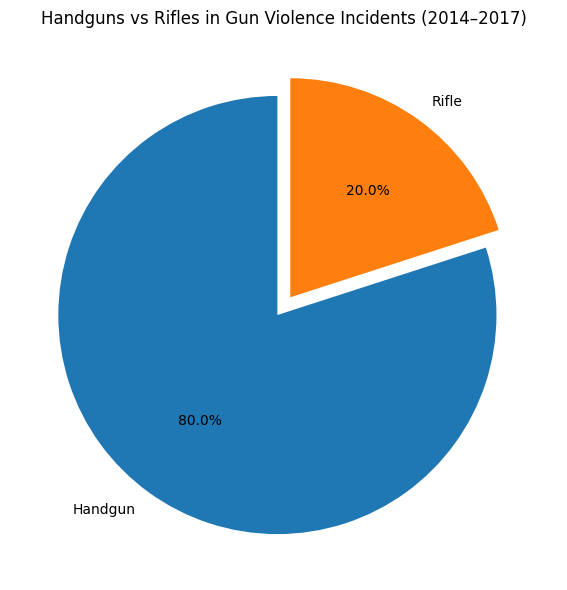 Handguns vs Rifles in Gun Violence Incidents (2014–2017)
Rifle
20.0%
80.0%
Handgun